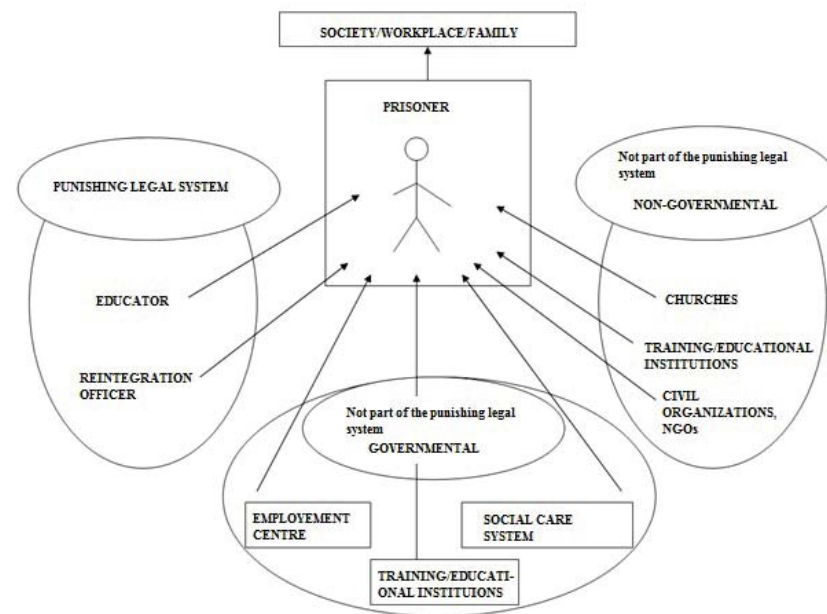 SOCIETY/WORKPLACE/FAMILY
PRISONER
PUNISHING LEGAL SYSTEM
EDUCATOR
REINTEGRATION
OFFICER
Not part of the punishing legal
system
NON-GOVERNMENTAL
CHURCHES
TRAINING/EDUCATIONAL
INSTITUTIONS
CIVIL
ORGANIZATIONS,
NGOs
Not part of the punishing legal
system
GOVERNMENTAL
EMPLOYEMENT
CENTRE
SOCIAL CARE
SYSTEM
TRAINING/EDUCATI-
ONAL INSTITUIONS